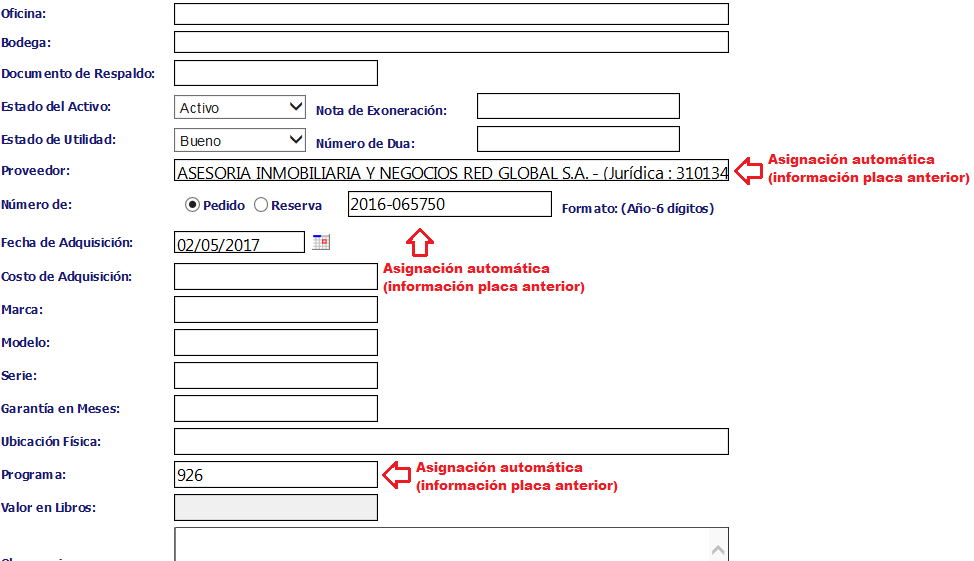 Oficina:
Bodega:
Documento de Respaldo:
Estado del Activo: Activo Nota de Exoneración:
Estado de Utilidad: Bueno Número de Dua:
Proveedor: ASESORIA INMOBILIARIA Y NEGOCIOS RED GLOBAL S.A. - (Jurídica : 310134
Asignación automática
(información placa anterior)
Número de: Pedido Reserva 2016-065750 Formato: (Año-6 dígitos)
Fecha de Adquisición: 02/05/2017
Asignación automática
(información placa anterior)
Costo de Adquisición:
Marca:
Modelo:
Serie:
Garantía en Meses:
Ubicación Física:
Programa: 926
Asignación automática
(información placa anterior)
Valor en Libros: